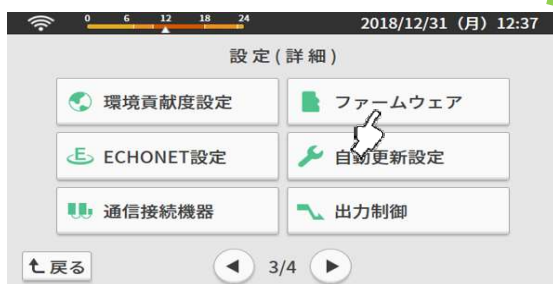 0 6 12 18 24 2018/12/31（月）12:37
設定(詳細)
環境貢献度設定 ファームウェア
ECHONET設定 自動更新設定
通信接続機器 出力制御
戻る 3/4